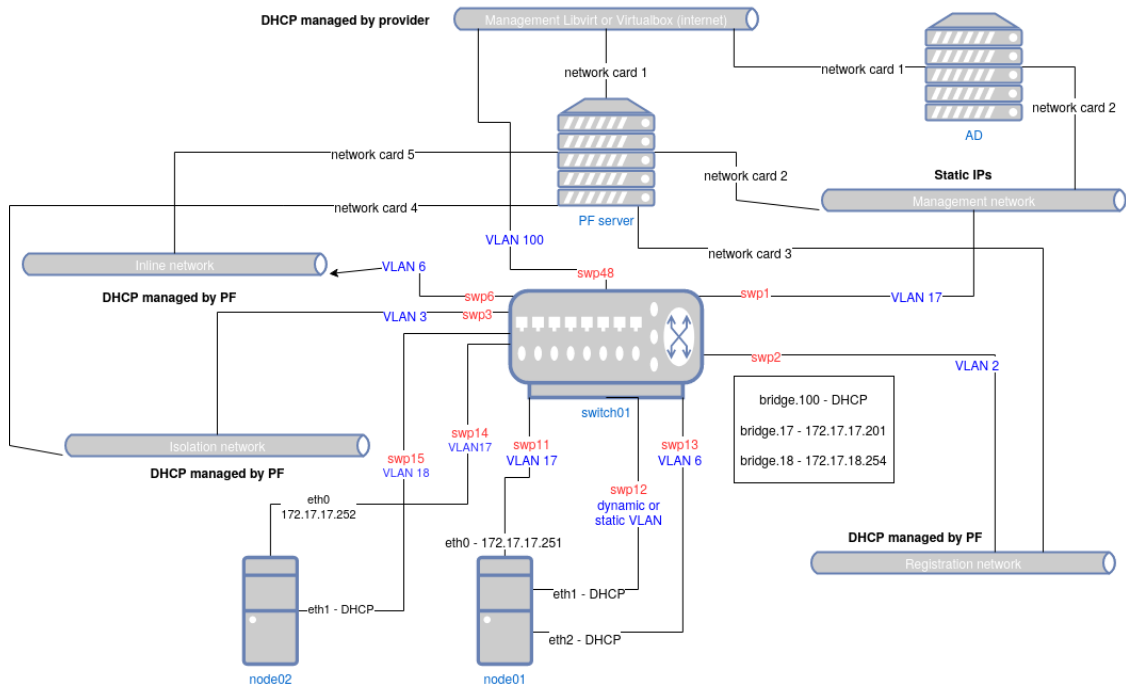 DHCP managed by provider
Management Libvirt or Virtualbox (internet)
network card 1
network card 1
network card 2
AD
network card 5
network card 2
Static IPs
Management network
network card 4
PF server
VLAN 100
network card 3
Inline network
VLAN 6
swp48
DHCP managed by PF
swp6
swp1
VLAN 17
VLAN 3
swp3
swp2
VLAN 2
bridge.100 - DHCP
bridge.17 - 172.17.17.201
bridge.18 - 172.17.18.254
switch01
Isolation network
DHCP managed by PF
swp14
VLAN17
swp11
VLAN 17
swp13
VLAN 6
swp15
VLAN 18
swp12
dynamic or
static VLAN
eth0
172.17.17.252
eth0 - 172.17.17.251
DHCP managed by PF
Registration network
eth1 - DHCP
eth1 - DHCP
eth2 - DHCP
node02
node01